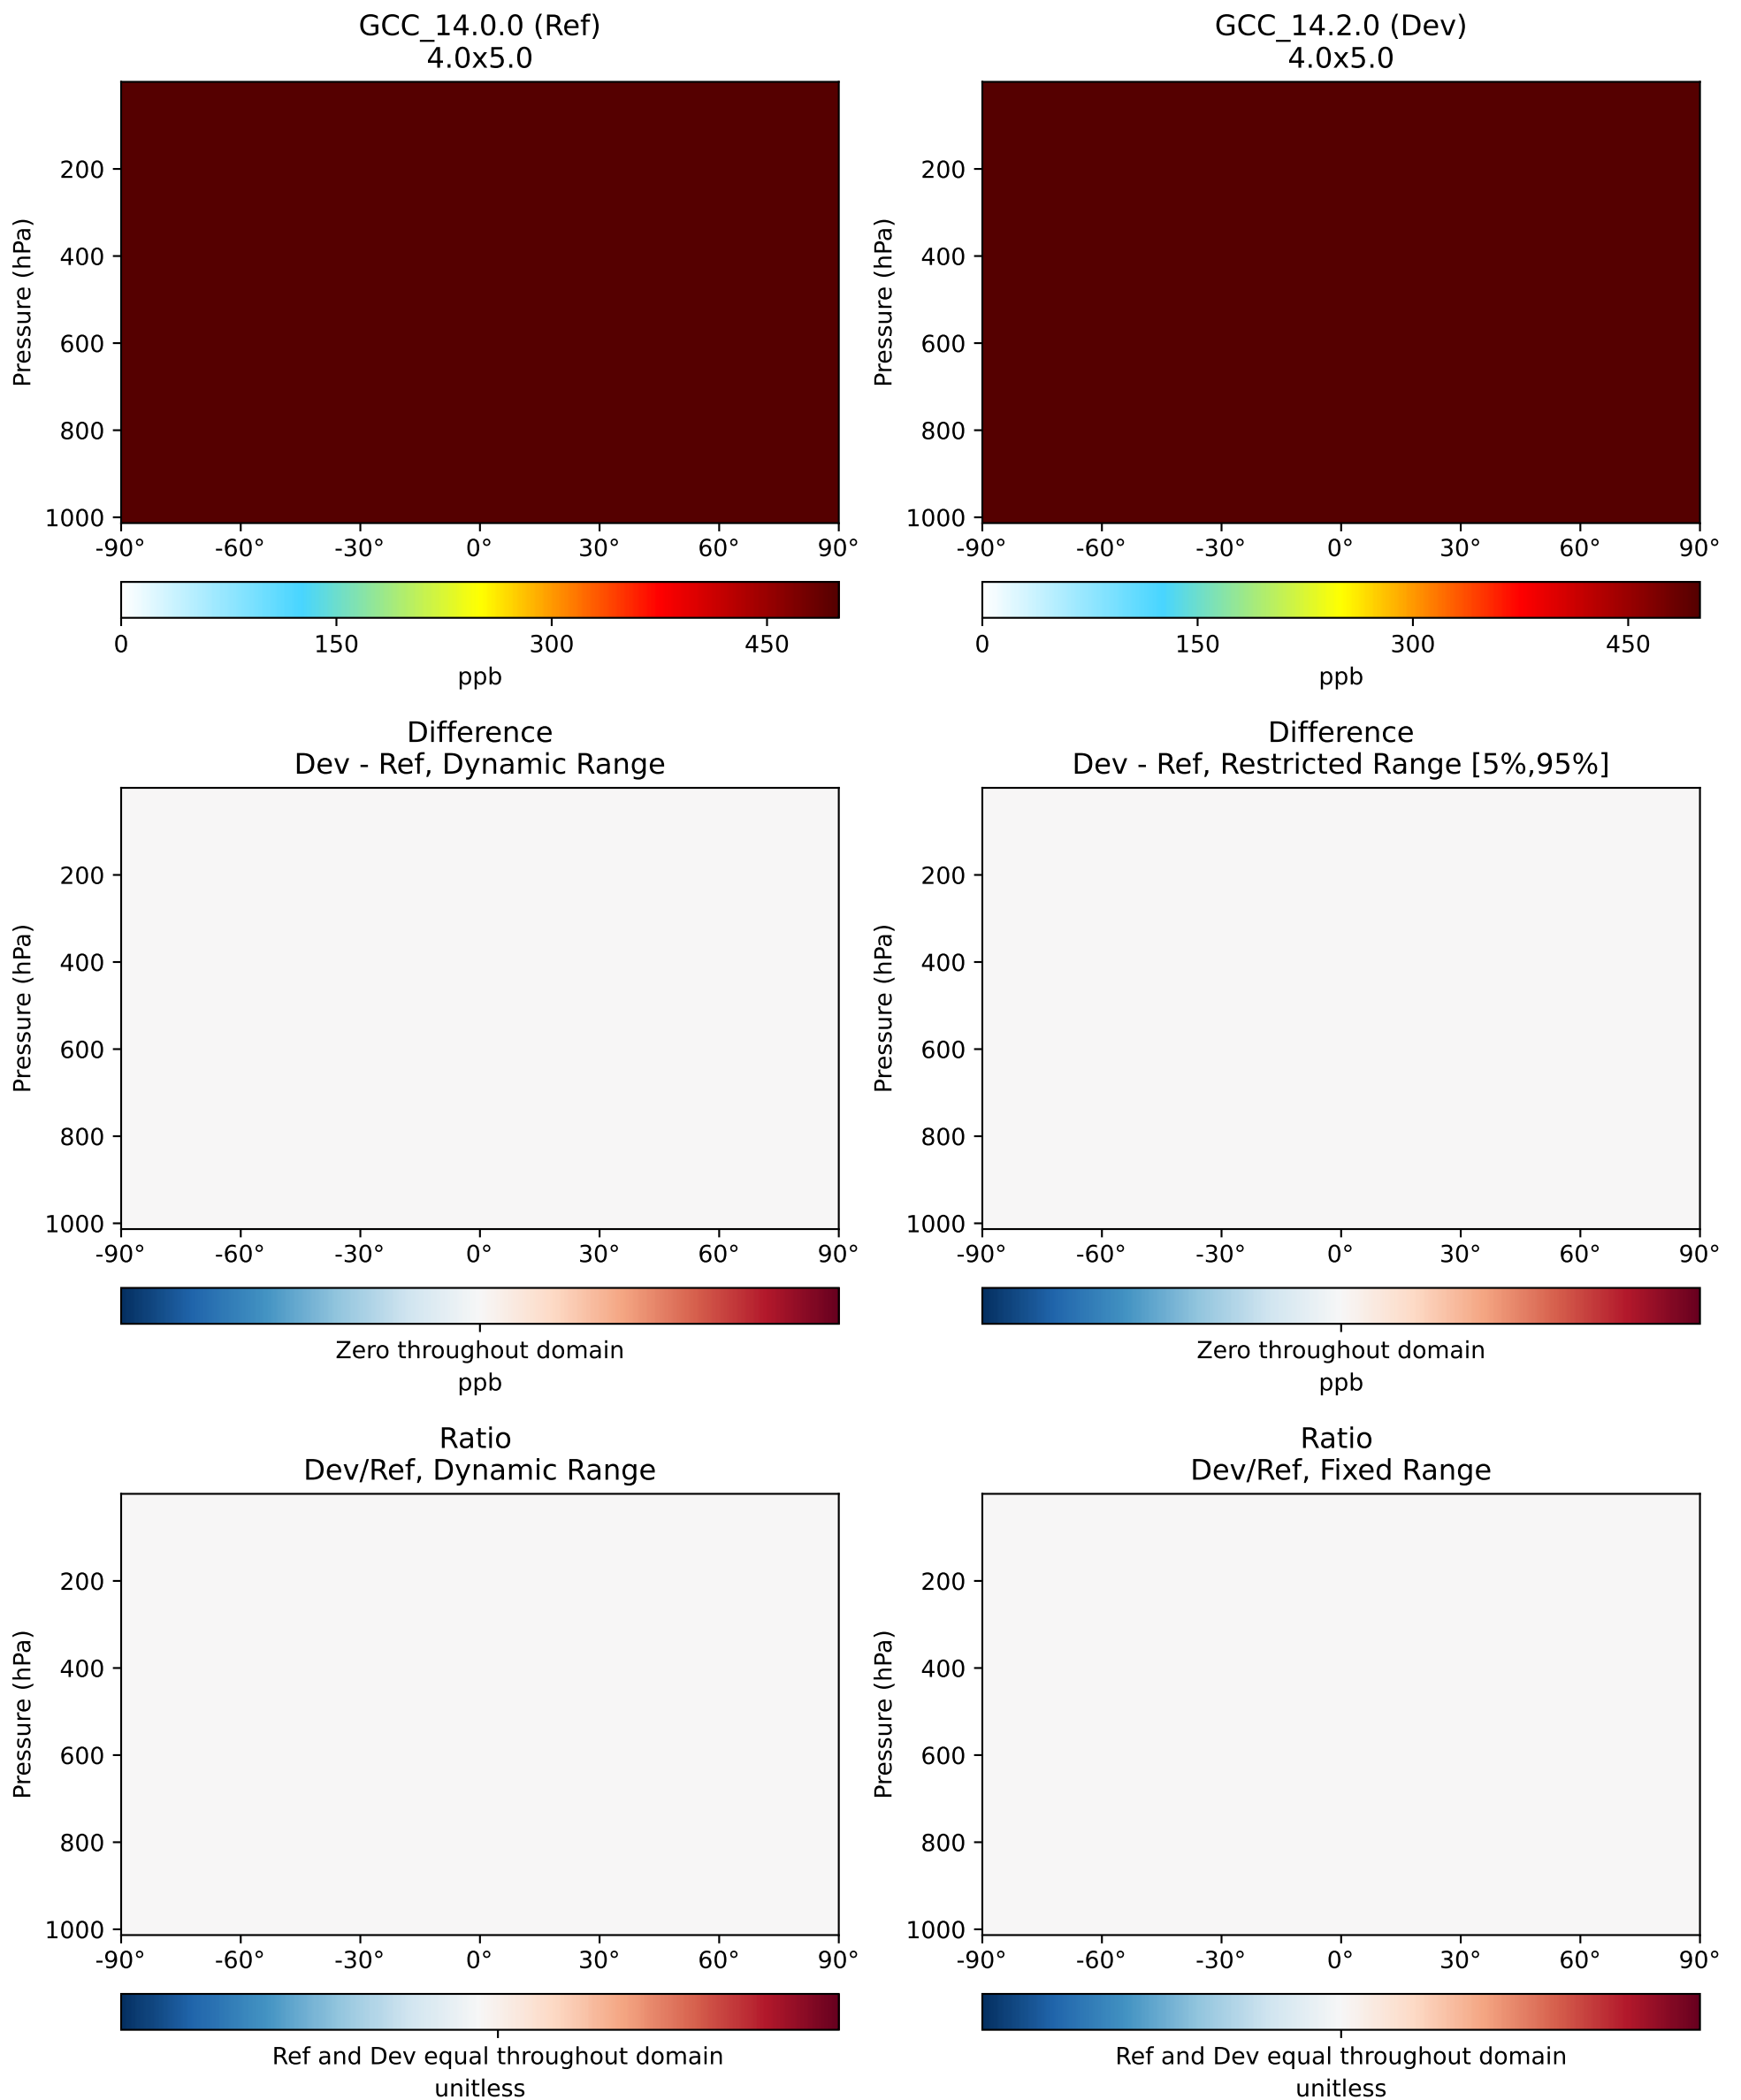 GCC_14.0.0 (Ref)
4.0x5.0
GCC_14.2.0 (Dev)
4.0x5.0
Pressure (hPa)
200
400
600
800
1000
-90° -60° -30° 0° 30° 60° 90°
0 150 300 450
ppb
Pressure (hPa)
200
400
600
800
1000
-90° -60° -30° 0° 30° 60° 90°
0 150 300 450
ppb
Difference
Dev - Ref, Dynamic Range
Difference
Dev - Ref, Restricted Range [5%,95%]
Pressure (hPa)
200
400
600
800
1000
-90° -60° -30° 0° 30° 60° 90°
Zero throughout domain
ppb
Pressure (hPa)
200
400
600
800
1000
-90° -60° -30° 0° 30° 60° 90°
Zero throughout domain
ppb
Ratio
Dev/Ref, Dynamic Range
Ratio
Dev/Ref, Fixed Range
Pressure (hPa)
200
400
600
800
1000
-90° -60° -30° 0° 30° 60° 90°
Ref and Dev equal throughout domain
unitless
Pressure (hPa)
200
400
600
800
1000
-90° -60° -30° 0° 30° 60° 90°
Ref and Dev equal throughout domain
unitless